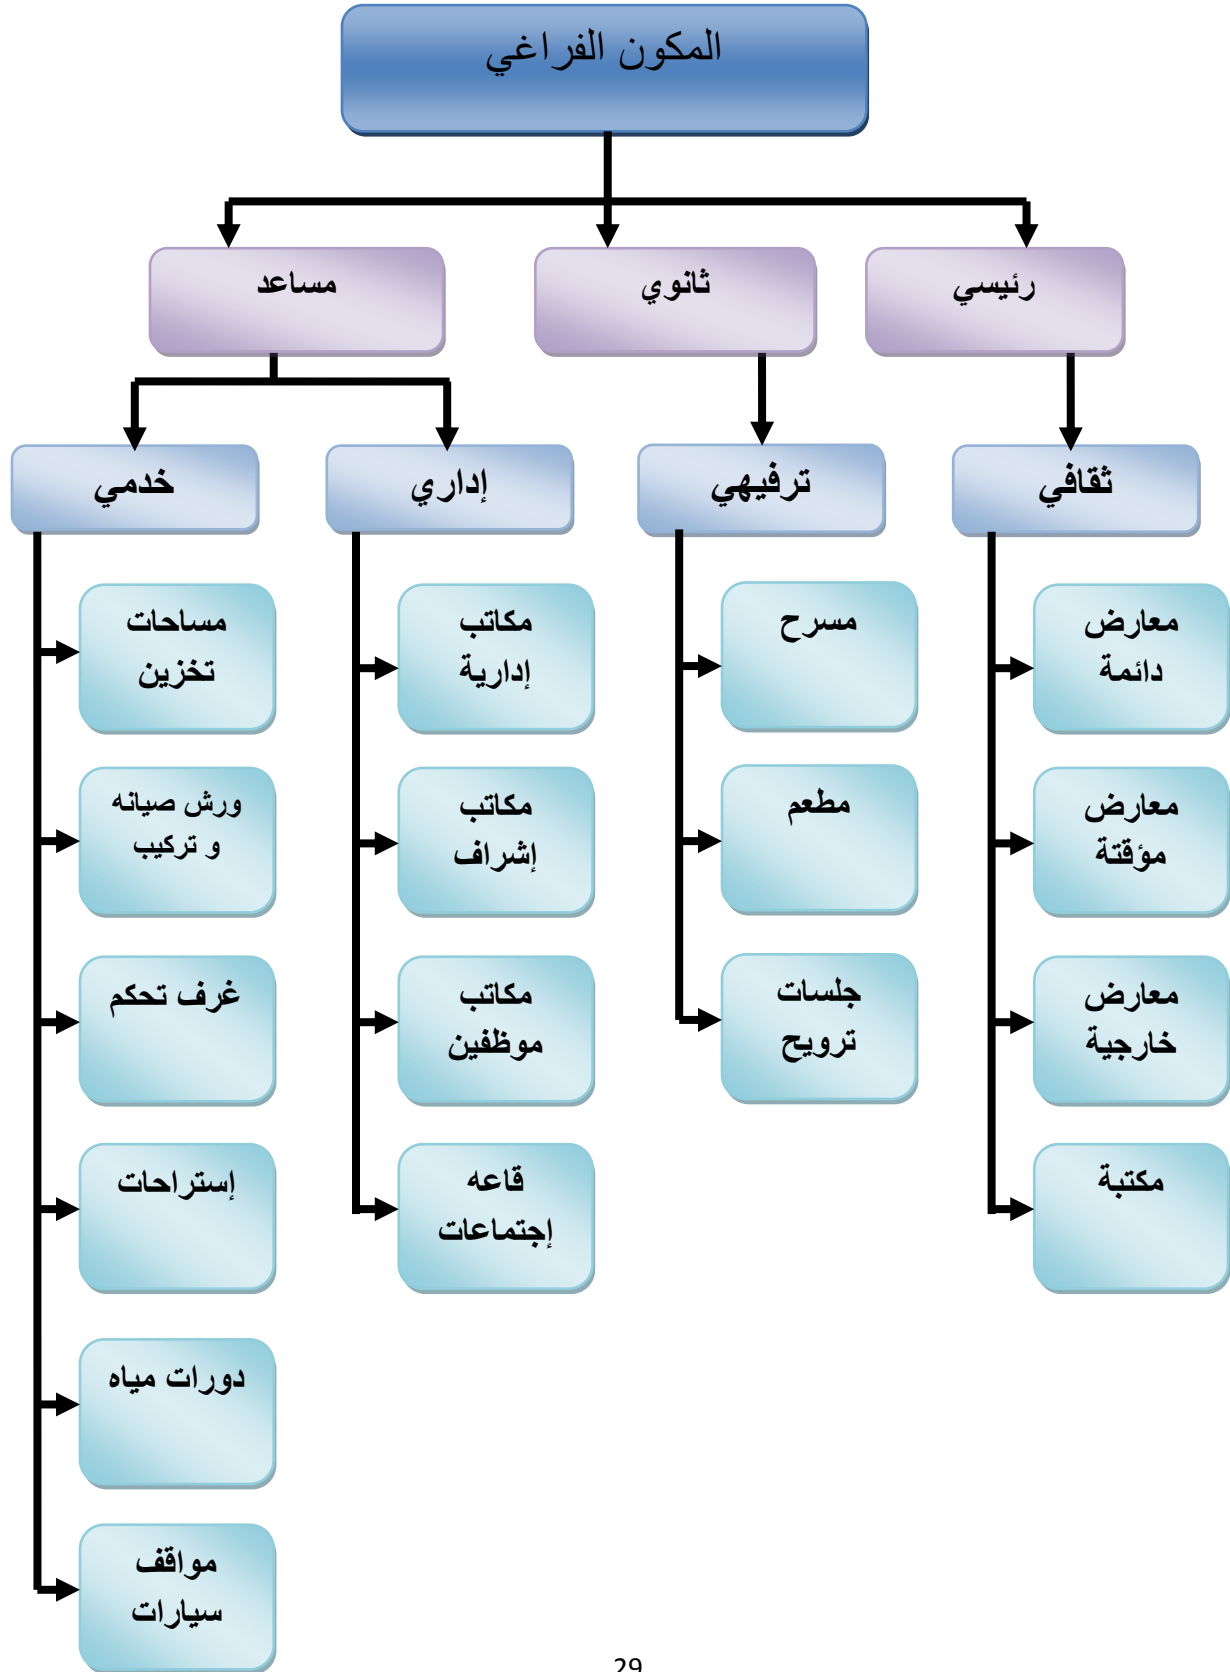 المكون الفراغي
رئيسي
ثانوي
مساعد
ثقافي
ترفيهي
إداري
خدمي
معارض
دائمة
معارض
مؤقتة
معارض
خارجية
مكتبة
مسرح
مطعم
جلسات
ترويح
مكاتب
إدارية
مكاتب
إشراف
مكاتب
موظفين
قاعه
إجتماعات
مساحات
تخزين
ورش صيانه
و تركيب
غرف تحكم
إستراحات
دورات مياه
مواقف
سيارات
29